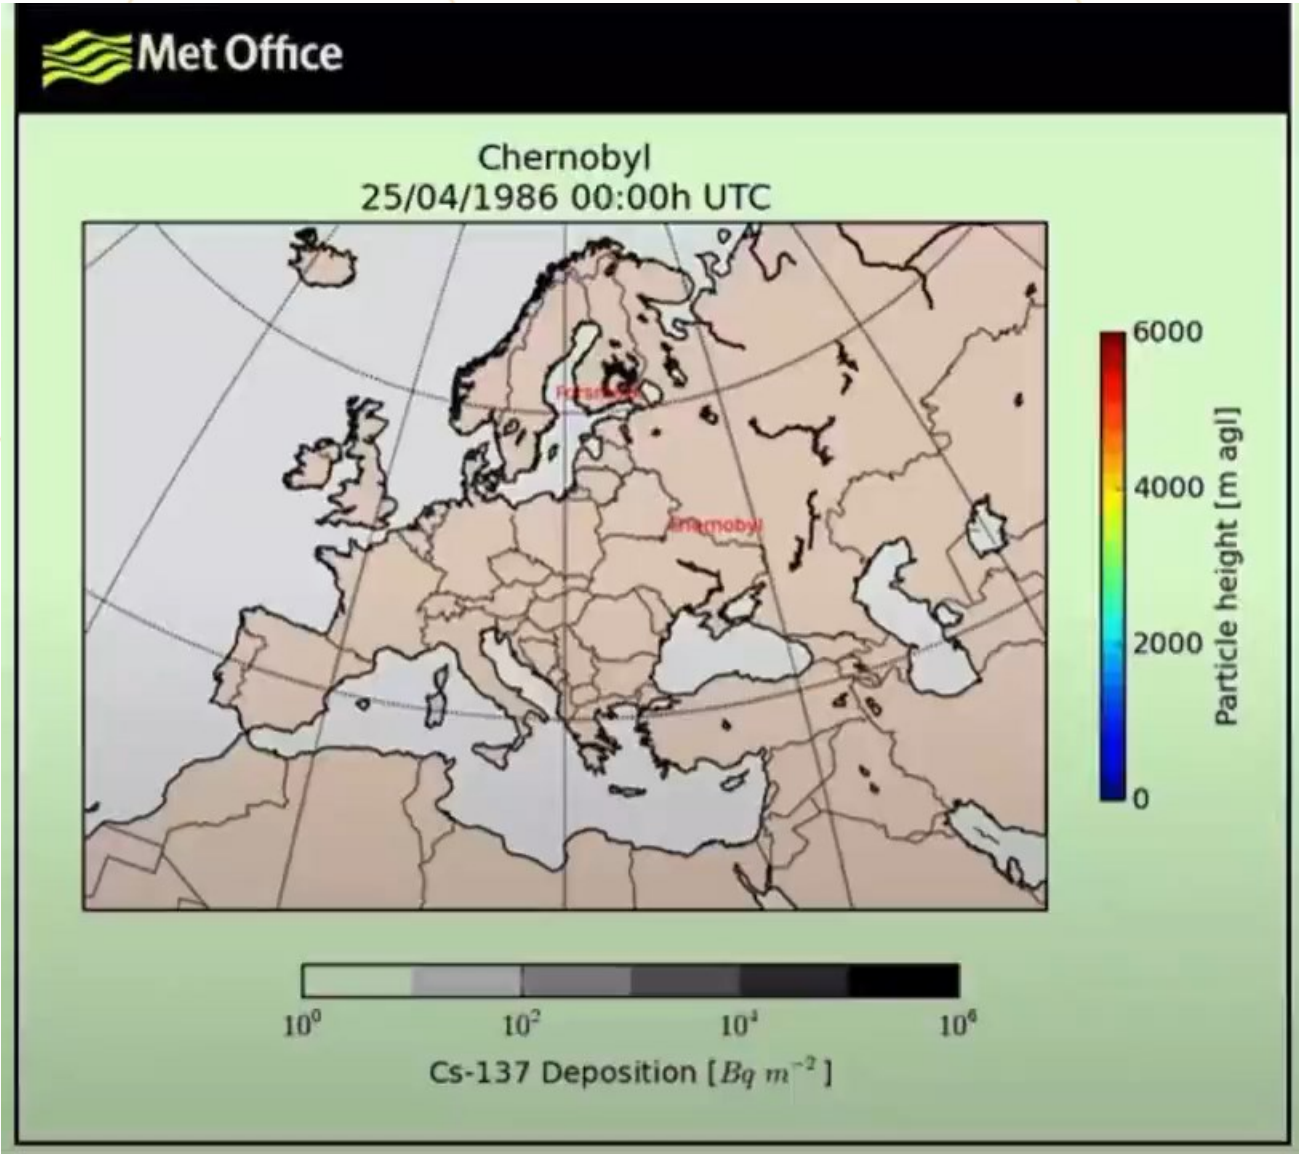 Met Office
Chernobyl
25/04/1986 00:00h UTC
Chernobyl
6000
4000
2000
0
Particle height [m agl]
10⁰
10²
10⁴
10⁶
Cs-137 Deposition [Bq m⁻²]